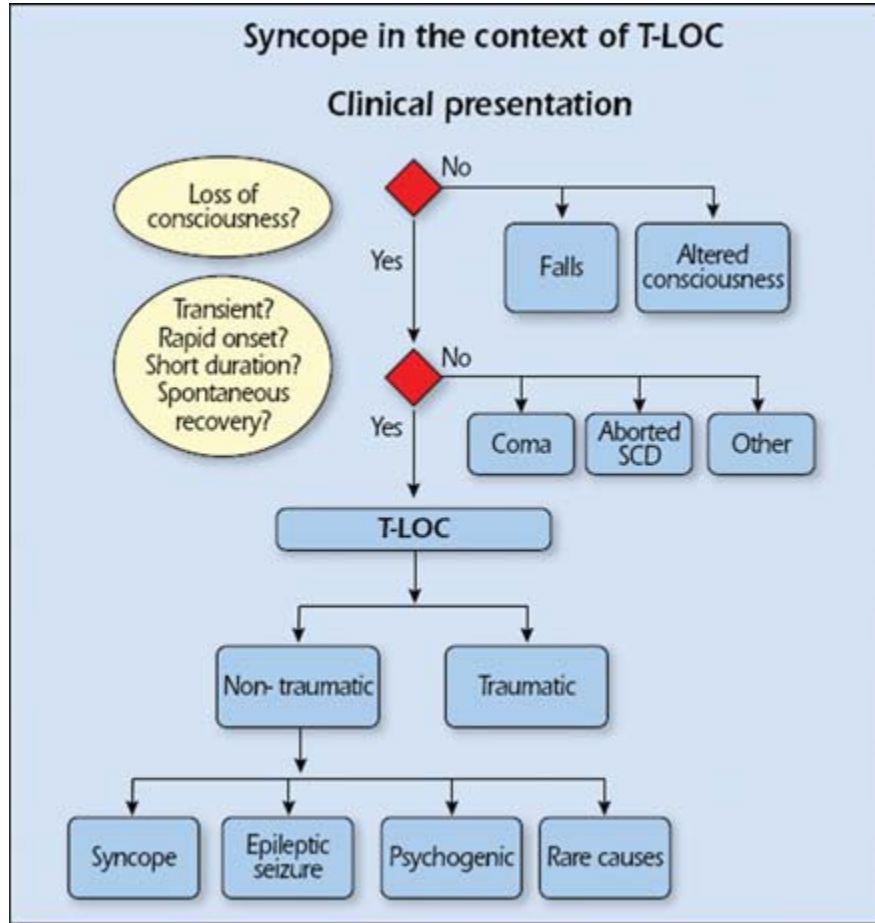 Syncope in the context of T-LOC
Clinical presentation
Loss of
consciousness?
No
Yes
Falls
Altered
consciousness
Transient?
Rapid onset?
Short duration?
Spontaneous
recovery?
No
Yes
Coma
Aborted
SCD
Other
T-LOC
Non- traumatic
Traumatic
Syncope
Epileptic
seizure
Psychogenic
Rare causes